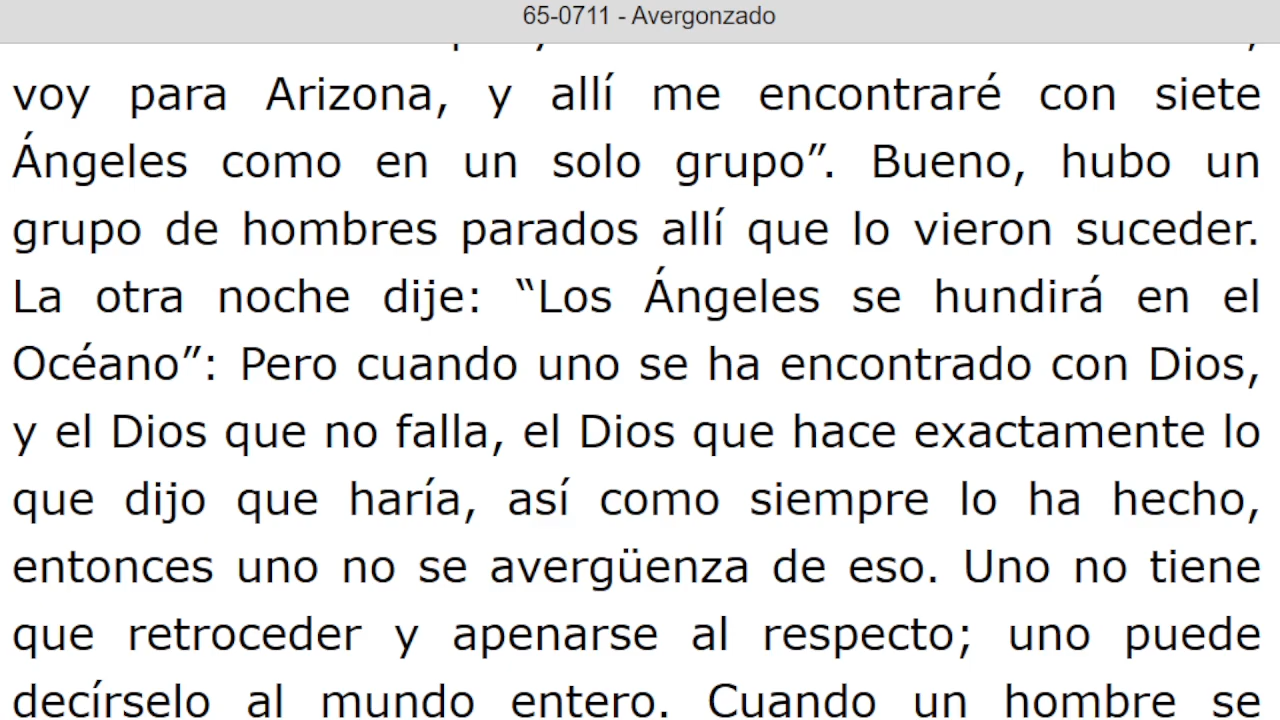 65-0711 - Avergonzado
voy para Arizona, y allí me encontraré con siete
Ángeles como en un solo grupo”. Bueno, hubo un
grupo de hombres parados allí que lo vieron suceder.
La otra noche dije: “Los Ángeles se hundirá en el
Océano”: Pero cuando uno se ha encontrado con Dios,
y el Dios que no falla, el Dios que hace exactamente lo
que dijo que haría, así como siempre lo ha hecho,
entonces uno no se avergüenza de eso. Uno no tiene
que retroceder y apenarse al respecto; uno puede
decírselo al mundo entero. Cuando un hombre se